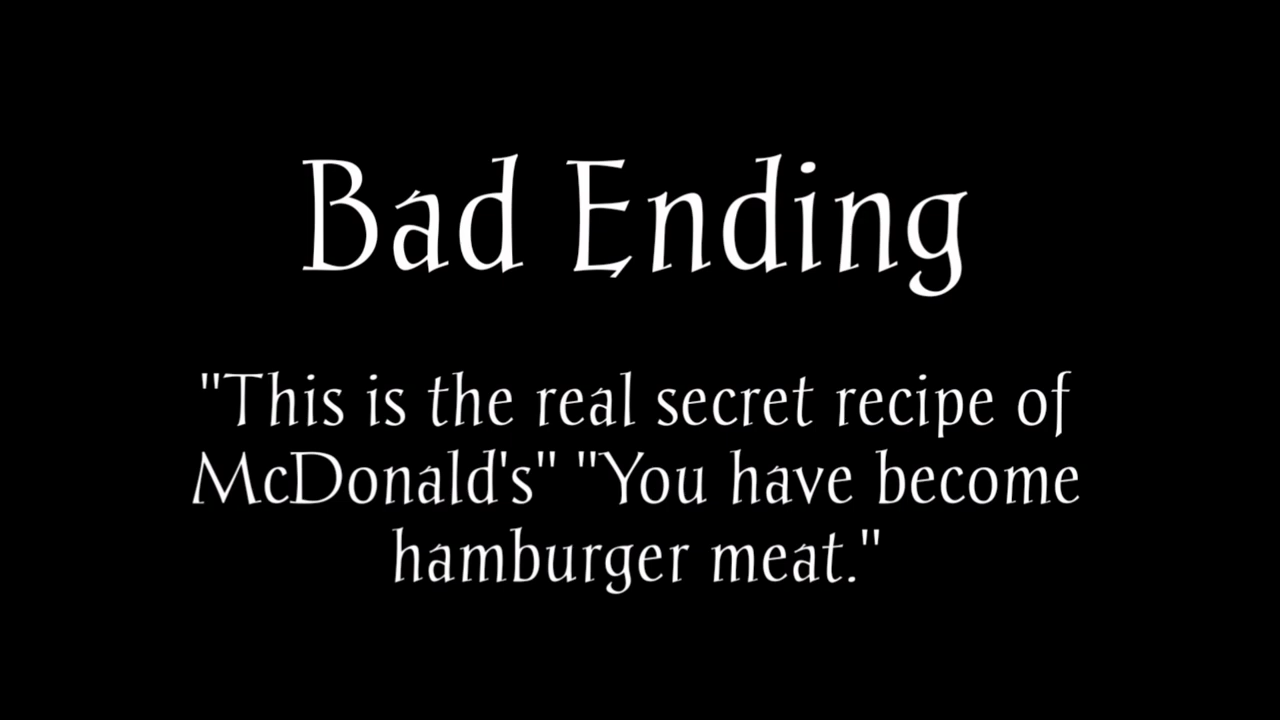 Bad Ending
"This is the real secret recipe of
McDonald's" "You have become
hamburger meat."